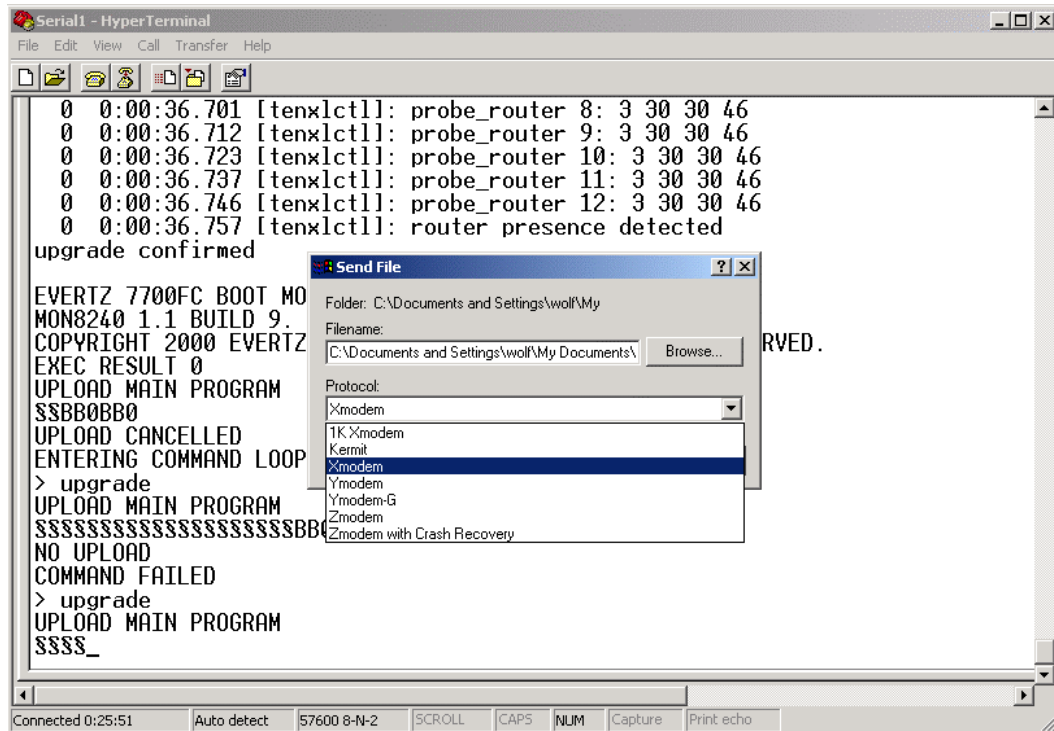 Serial1 - HyperTerminal
File Edit View Call Transfer Help
0 0:00:36.701 [tenxlctl]: probe_router 8: 3 30 30 46
0 0:00:36.712 [tenxlctl]: probe_router 9: 3 30 30 46
0 0:00:36.723 [tenxlctl]: probe_router 10: 3 30 30 46
0 0:00:36.737 [tenxlctl]: probe_router 11: 3 30 30 46
0 0:00:36.746 [tenxlctl]: probe_router 12: 3 30 30 46
0 0:00:36.757 [tenxlctl]: router presence detected
upgrade confirmed
EVERTZ 7700FC BOOT MO
MON8240 1.1 BUILD 9.
COPYRIGHT 2000 EVERTZ RVED.
EXEC RESULT 0
UPLOAD MAIN PROGRAM
§§BB0BB0
UPLOAD CANCELLED
ENTERING COMMAND LOOP
> upgrade
UPLOAD MAIN PROGRAM
§§§§§§§§§§§§§§§§§§§§BB
NO UPLOAD
COMMAND FAILED
> upgrade
UPLOAD MAIN PROGRAM
§§§§_
Send File
Folder: C:\Documents and Settings\wolf\My
Filename:
C:\Documents and Settings\wolf\My Documents\ Browse...
Protocol:
Xmodem
1K Xmodem
Kermit
Xmodem
Ymodem
Ymodem-G
Zmodem
Zmodem with Crash Recovery
Connected 0:25:51 Auto detect 57600 8-N-2 SCROLL CAPS NUM Capture Print echo